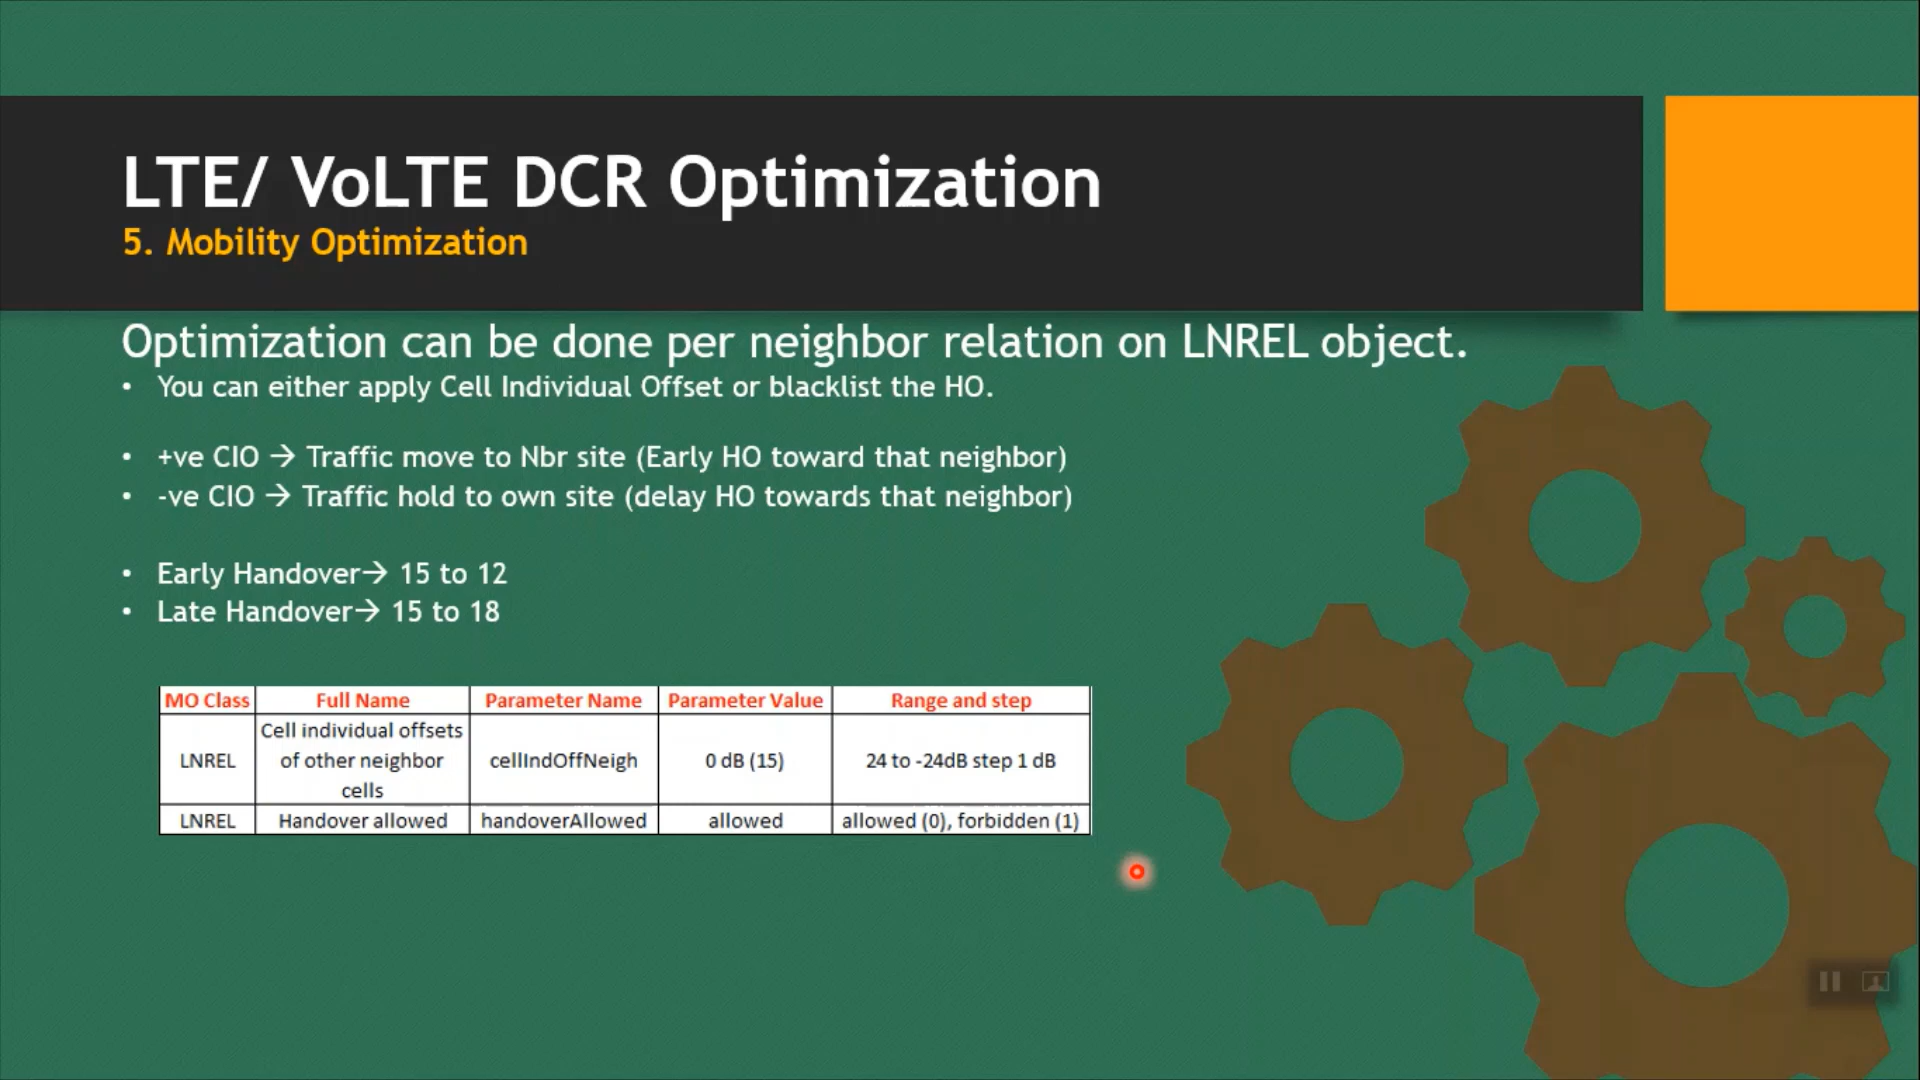 LTE/ VoLTE DCR Optimization
5. Mobility Optimization
Optimization can be done per neighbor relation on LNREL object.
• You can either apply Cell Individual Offset or blacklist the HO.
• +ve CIO → Traffic move to Nbr site (Early HO toward that neighbor)
• -ve CIO → Traffic hold to own site (delay HO towards that neighbor)
• Early Handover→ 15 to 12
• Late Handover→ 15 to 18
MO Class Full Name Parameter Name Parameter Value Range and step
LNREL Cell individual offsets of other neighbor cells cellIndOffNeigh 0 dB (15) 24 to -24dB step 1 dB
LNREL Handover allowed handoverAllowed allowed allowed (0), forbidden (1)